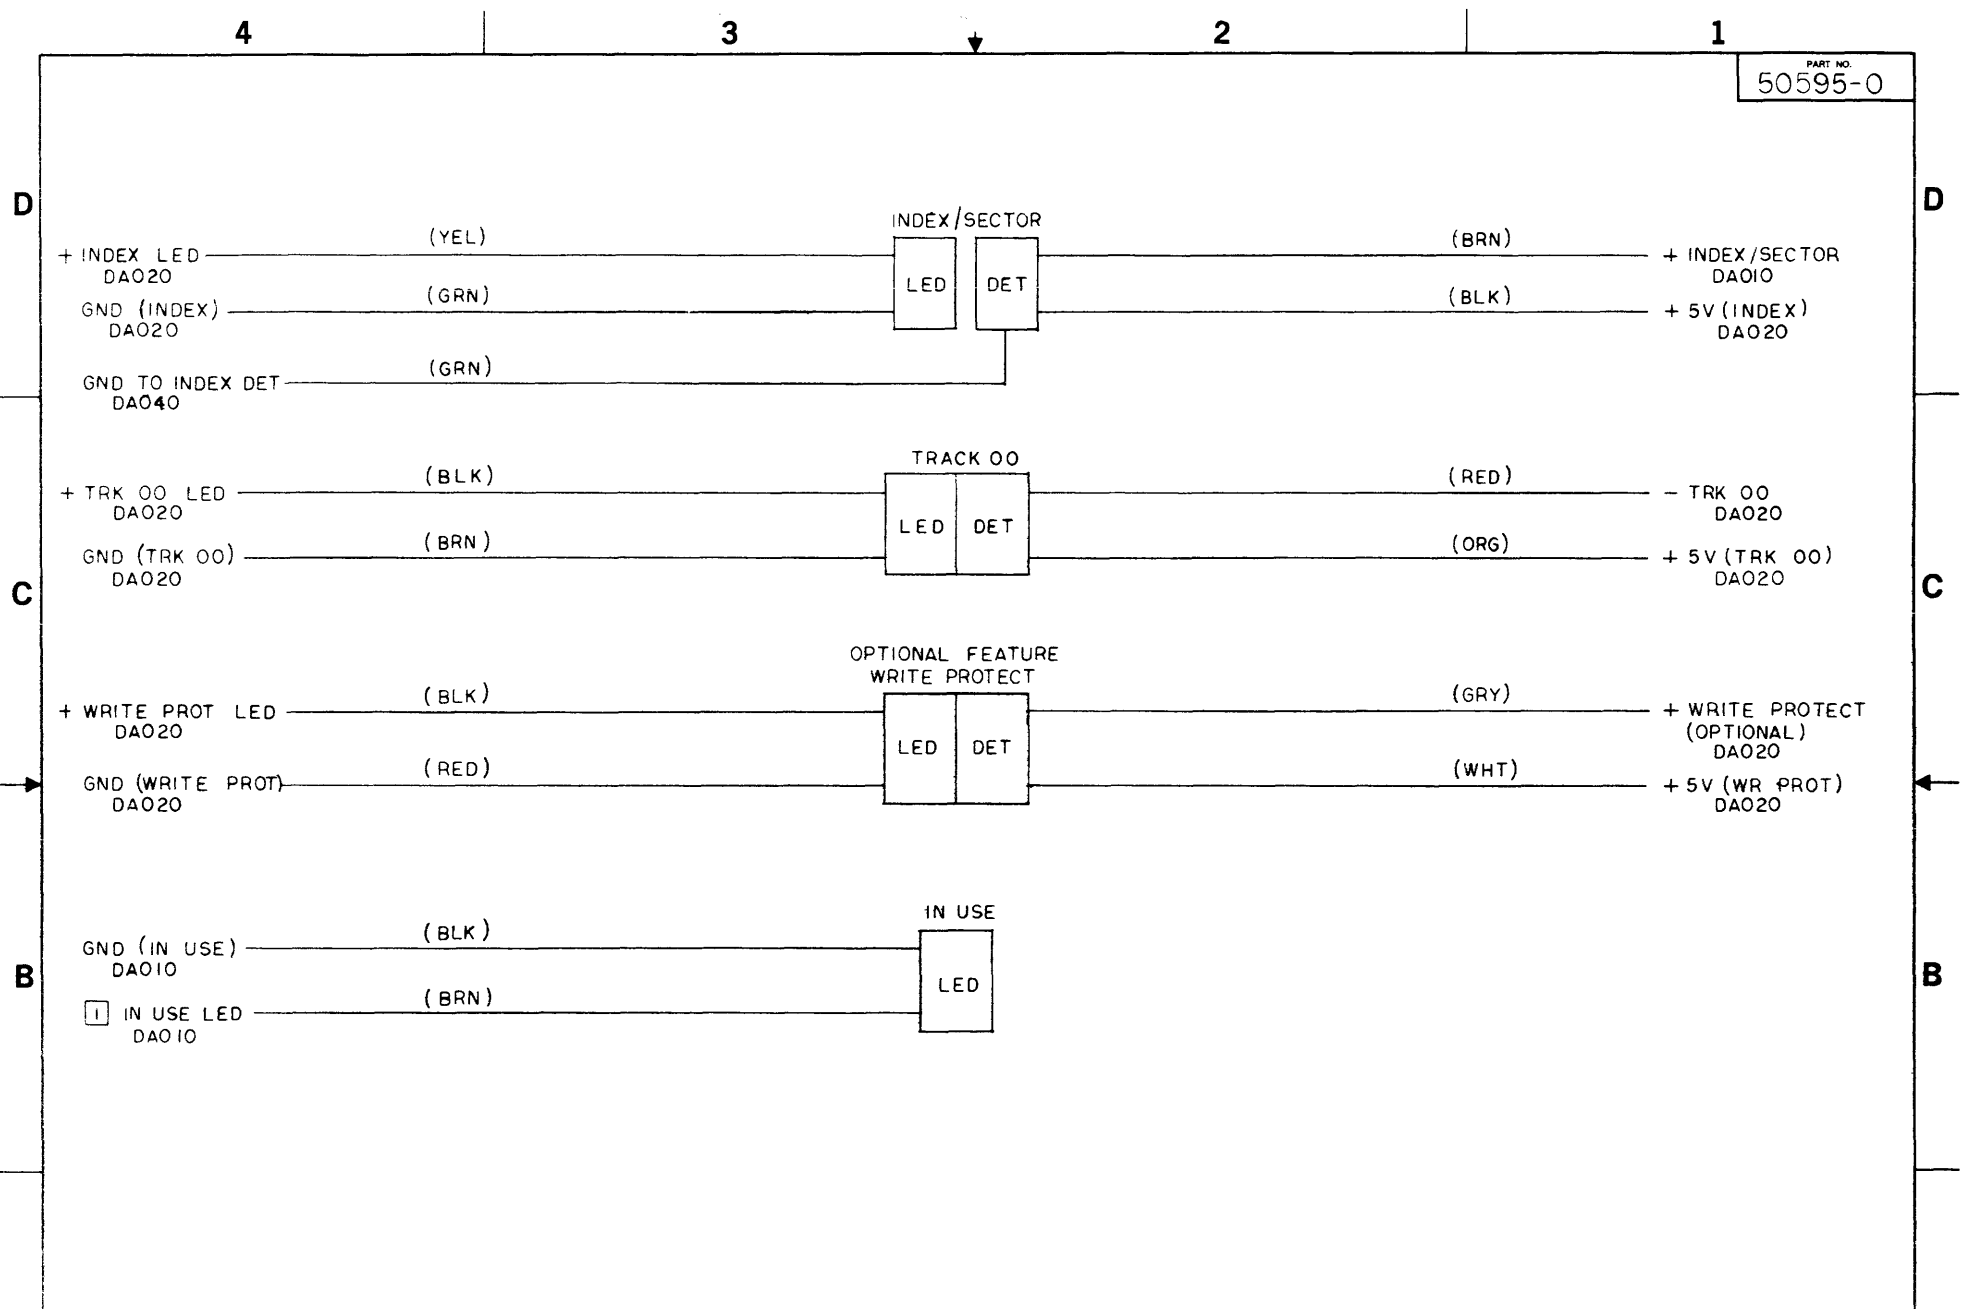 4 3 2 1
PART NO.
50595-0
D D
INDEX/SECTOR
(YEL) (BRN)
+ INDEX LED + INDEX/SECTOR
DA020 DA010
LED DET
(GRN) (BLK)
GND (INDEX) + 5V (INDEX)
DA020 DA020
(GRN)
GND TO INDEX DET
DA040
TRACK 00
(BLK) (RED)
+ TRK 00 LED - TRK 00
DA020 DA020
LED DET
(BRN) (ORG)
GND (TRK 00) + 5V (TRK 00)
DA020 DA020
C C
OPTIONAL FEATURE
WRITE PROTECT
(BLK) (GRY)
+ WRITE PROT LED + WRITE PROTECT
DA020 (OPTIONAL)
DA020
LED DET
(RED) (WHT)
GND (WRITE PROT) + 5V (WR PROT)
DA020 DA020
IN USE
(BLK)
GND (IN USE)
DA010
B B
LED
(BRN)
1 IN USE LED
DA010